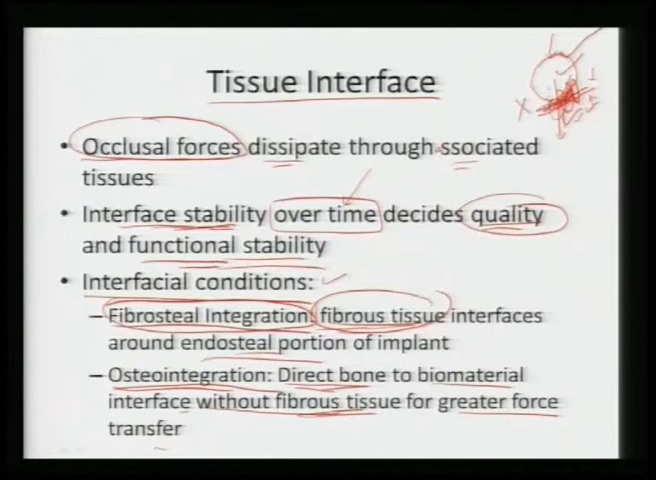 Tissue Interface
• Occlusal forces dissipate through ssociated
tissues
• Interface stability over time decides quality
and functional stability
• Interfacial conditions:
– Fibrosteal Integration: fibrous tissue interfaces
around endosteal portion of implant
– Osteointegration: Direct bone to biomaterial
interface without fibrous tissue for greater force
transfer